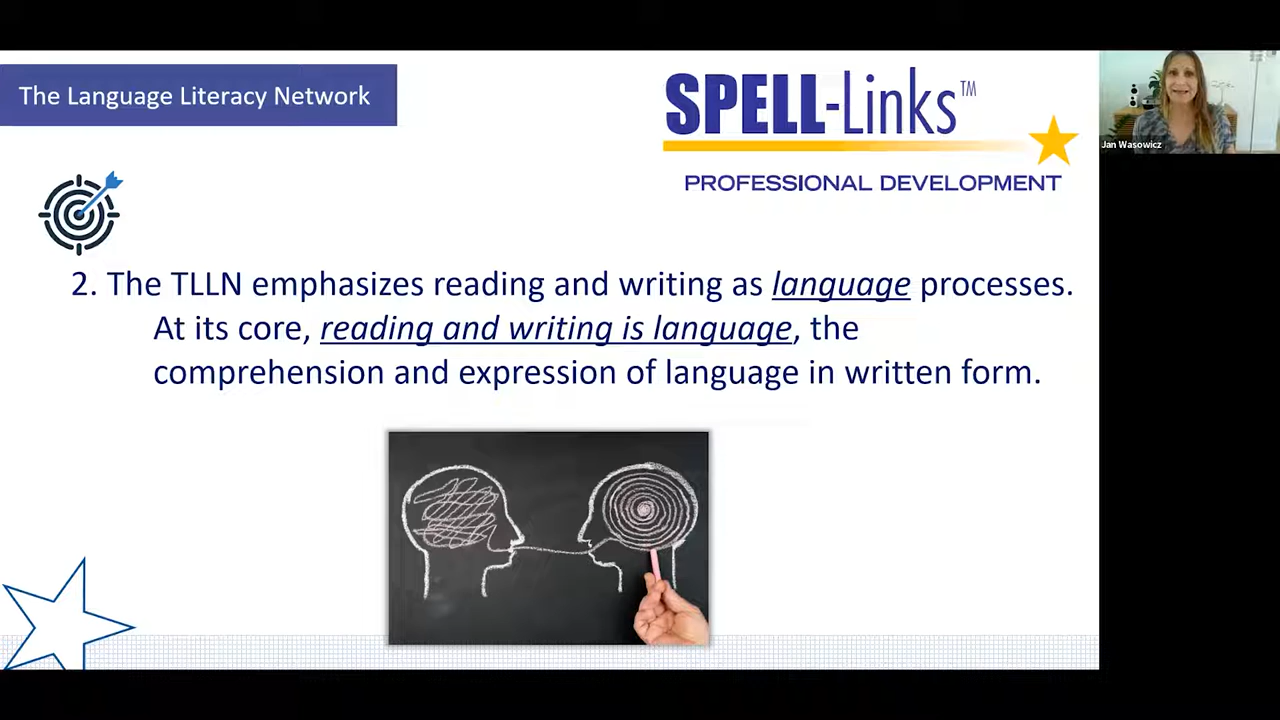 The Language Literacy Network
SPELL-Links™
PROFESSIONAL DEVELOPMENT
Jan Wasowicz
2. The TLLN emphasizes reading and writing as language processes.
At its core, reading and writing is language, the
comprehension and expression of language in written form.